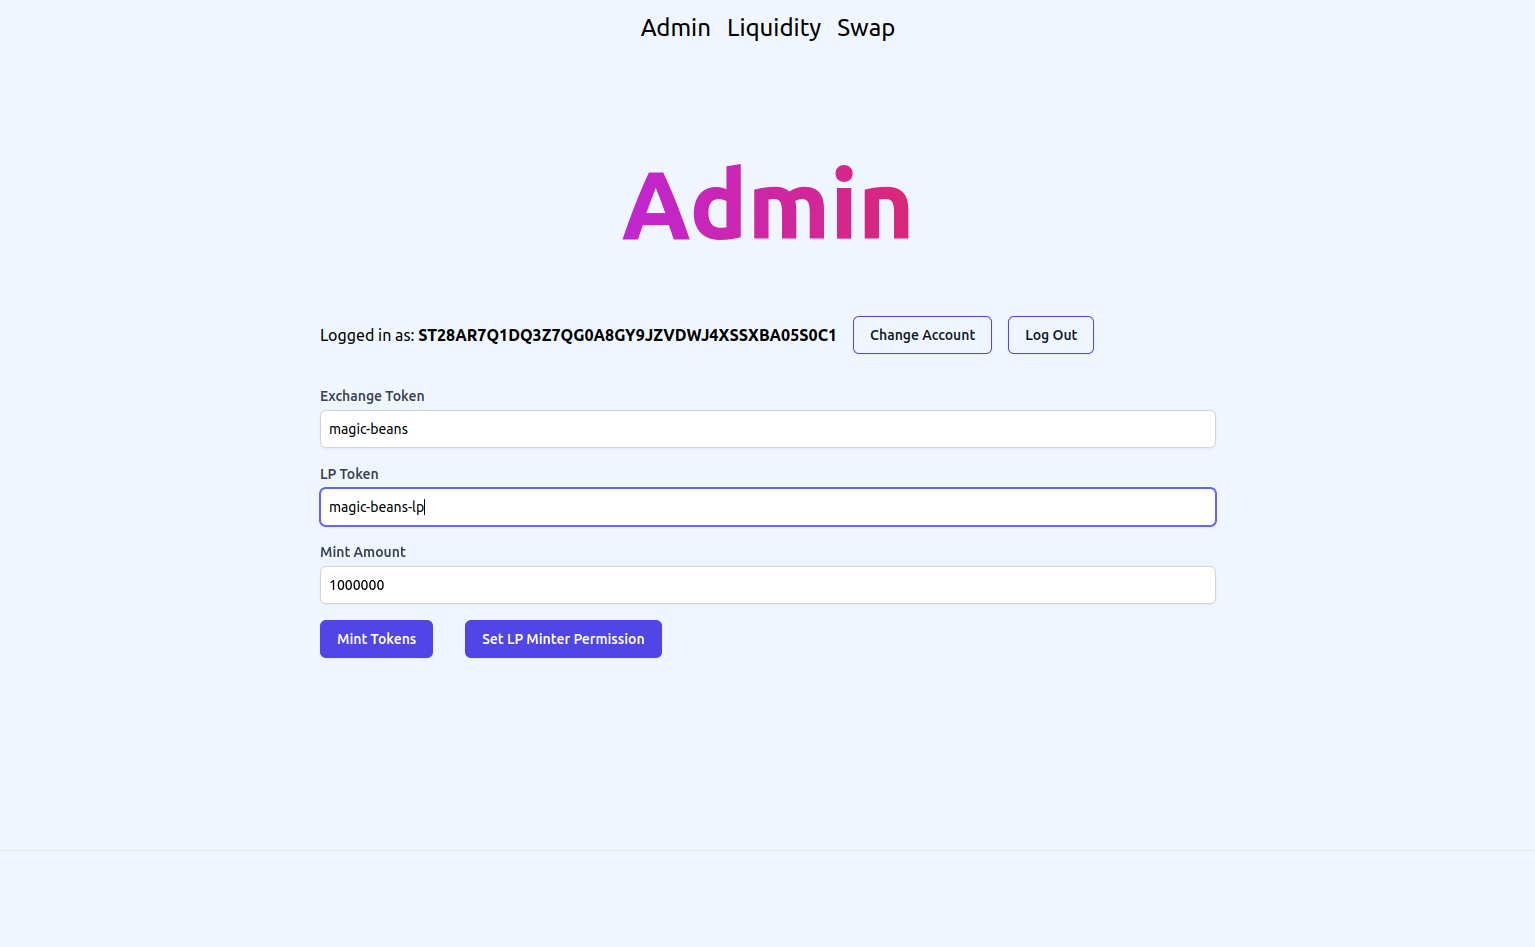 Admin Liquidity Swap
Admin
Logged in as: ST28AR7Q1DQ3Z7QG0A8GY9JZVDWJ4XSSXBA05S0C1 Change Account Log Out
Exchange Token
magic-beans
LP Token
magic-beans-lp
Mint Amount
1000000
Mint Tokens Set LP Minter Permission